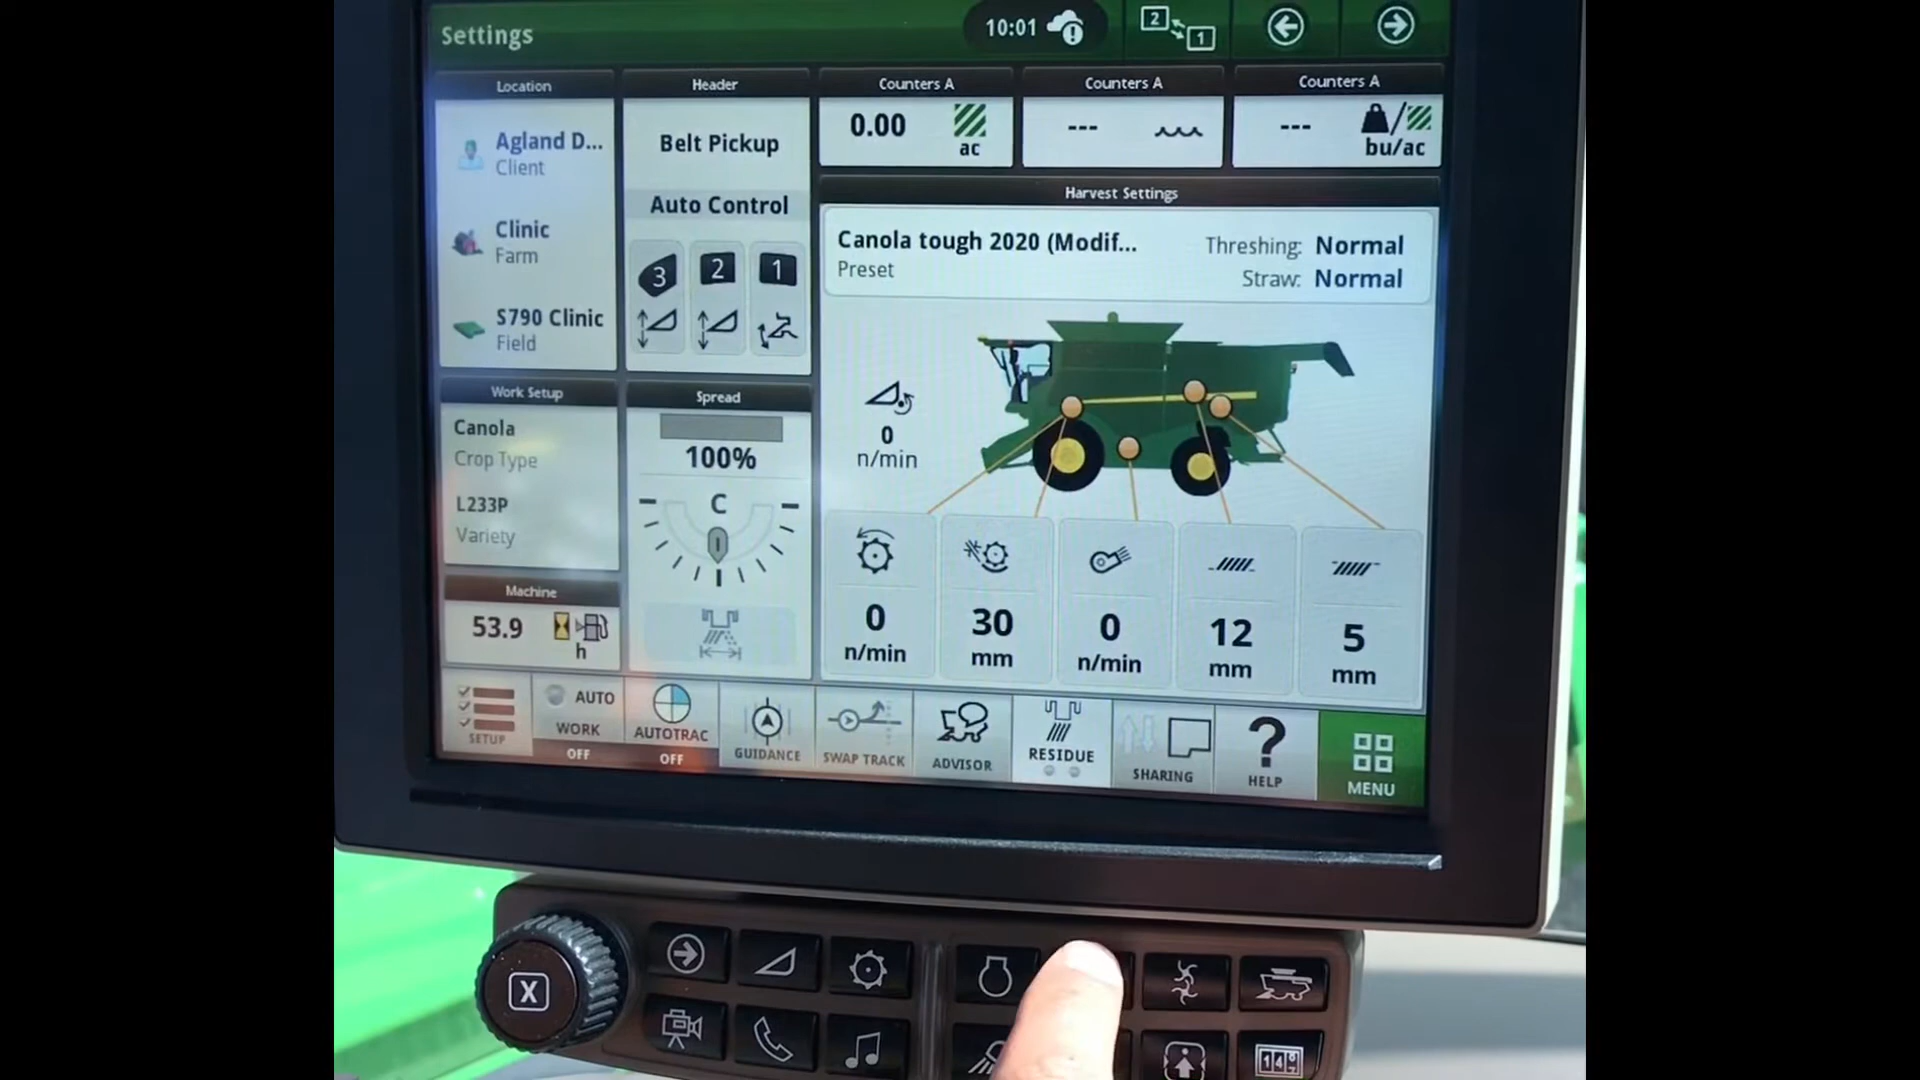 Settings
10:01
2
1
Location
Agland D...
Client
Clinic
Farm
S790 Clinic
Field
Work Setup
Canola
Crop Type
L233P
Variety
Machine
53.9
h
Header
Belt Pickup
Auto Control
3 2 1
Spread
100%
C
Counters A
0.00
ac
Counters A
---
Counters A
---
bu/ac
Harvest Settings
Canola tough 2020 (Modif...
Preset
Threshing: Normal
Straw: Normal
0
n/min
0
n/min
30
mm
0
n/min
12
mm
5
mm
SETUP
AUTO
WORK
OFF
AUTOTRAC
OFF
GUIDANCE
SWAP TRACK
ADVISOR
RESIDUE
SHARING
HELP
MENU
X